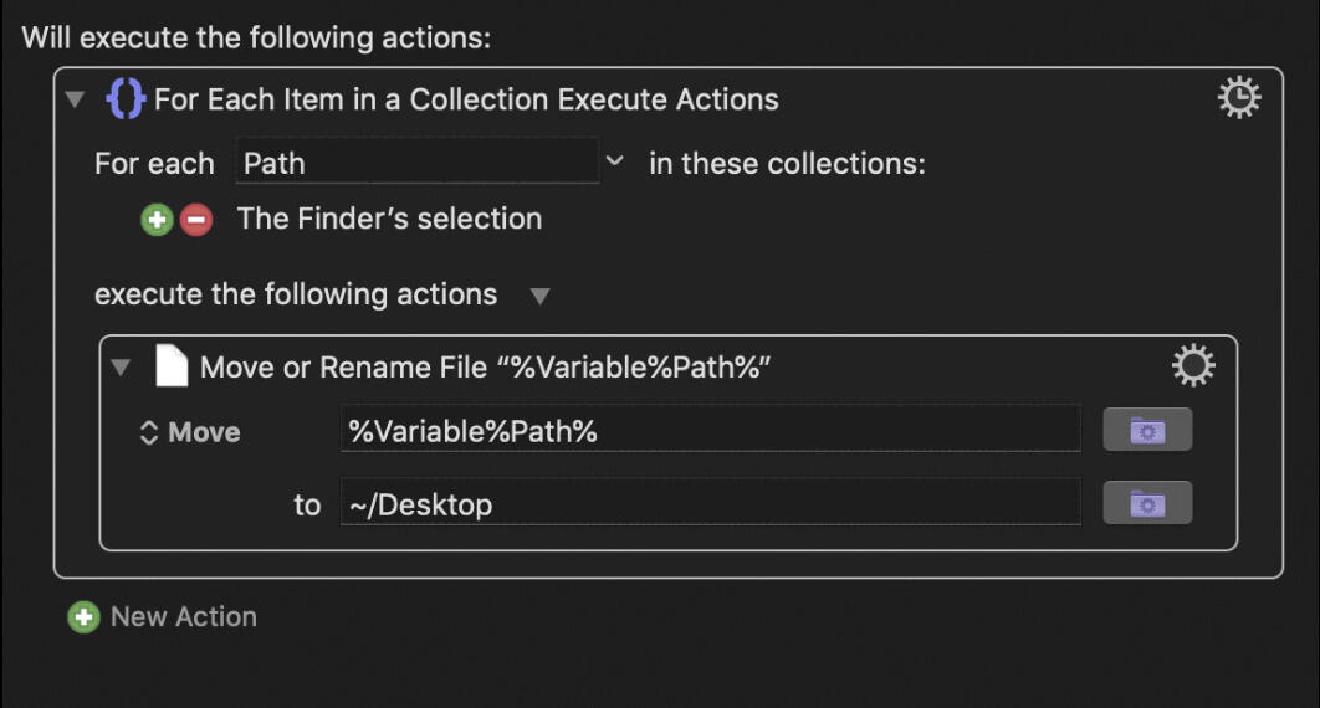 Will execute the following actions:
For Each Item in a Collection Execute Actions
For each Path in these collections:
The Finder’s selection
execute the following actions
Move or Rename File “%Variable%Path%”
Move %Variable%Path%
to ~/Desktop
New Action